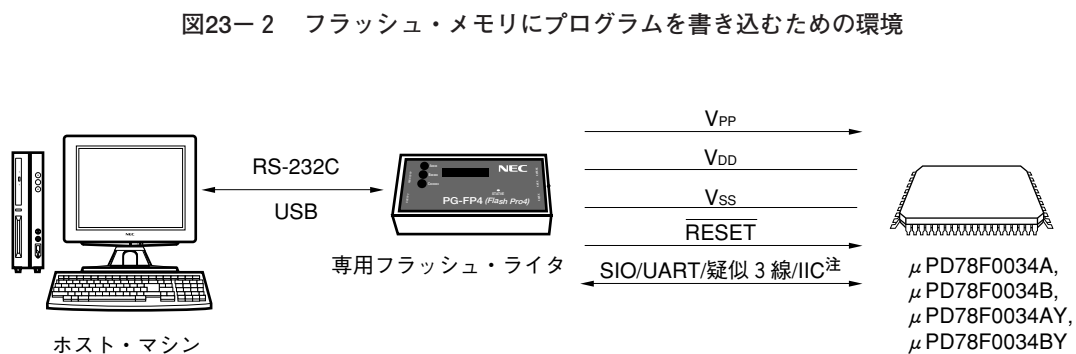 図23－2　フラッシュ・メモリにプログラムを書き込むための環境
RS-232C
USB
NEC
NEC
PG-FP4 (Flash Pro4)
STATUS
VPP
VDD
VSS
RESET
SIO/UART/疑似3線/IIC注
専用フラッシュ・ライタ
ホスト・マシン
μPD78F0034A,
μPD78F0034B,
μPD78F0034AY,
μPD78F0034BY